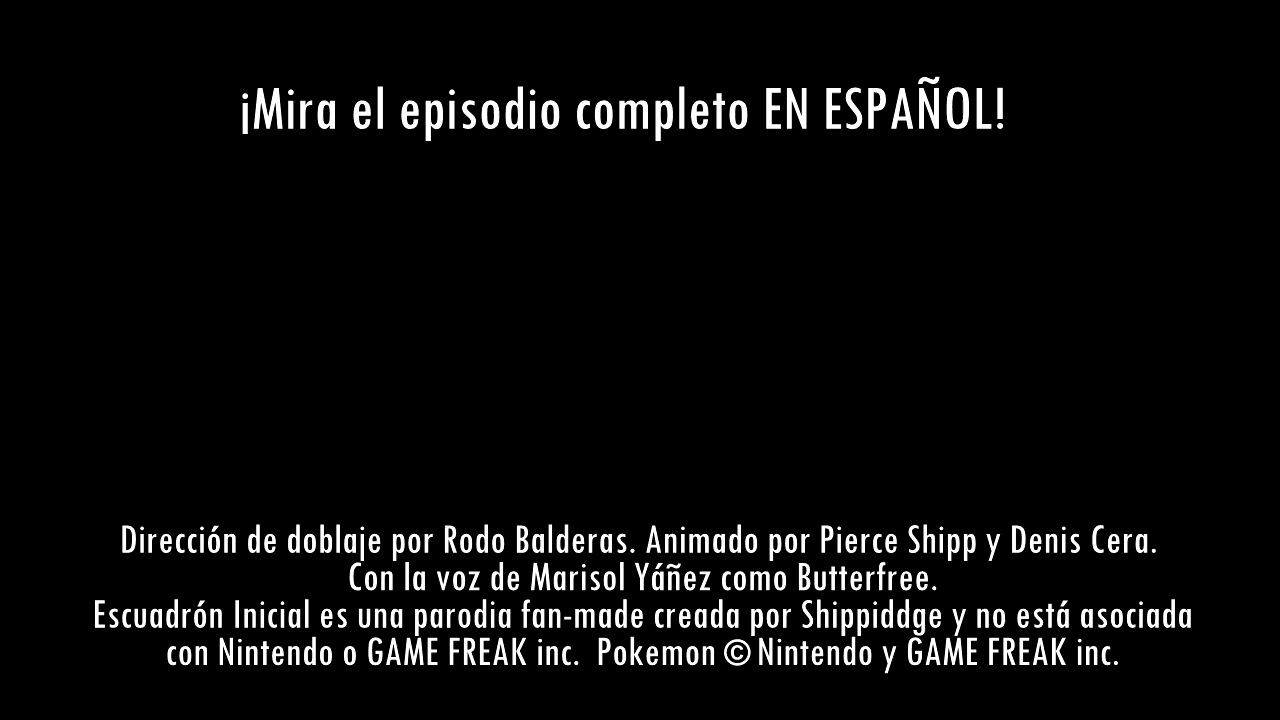 ¡Mira el episodio completo EN ESPAÑOL!
Dirección de doblaje por Rodo Balderas. Animado por Pierce Shipp y Denis Cera.
Con la voz de Marisol Yáñez como Butterfree.
Escuadrón Inicial es una parodia fan-made creada por Shippiddge y no está asociada
con Nintendo o GAME FREAK inc. Pokemon © Nintendo y GAME FREAK inc.